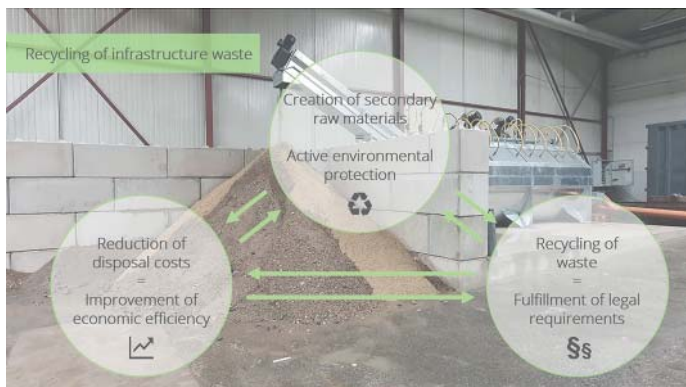 Recycling of infrastructure waste
Creation of secondary
raw materials
=
Active environmental
protection
Reduction of
disposal costs
=
Improvement of
economic efficiency
Recycling of
waste
=
Fulfillment of legal
requirements
§§